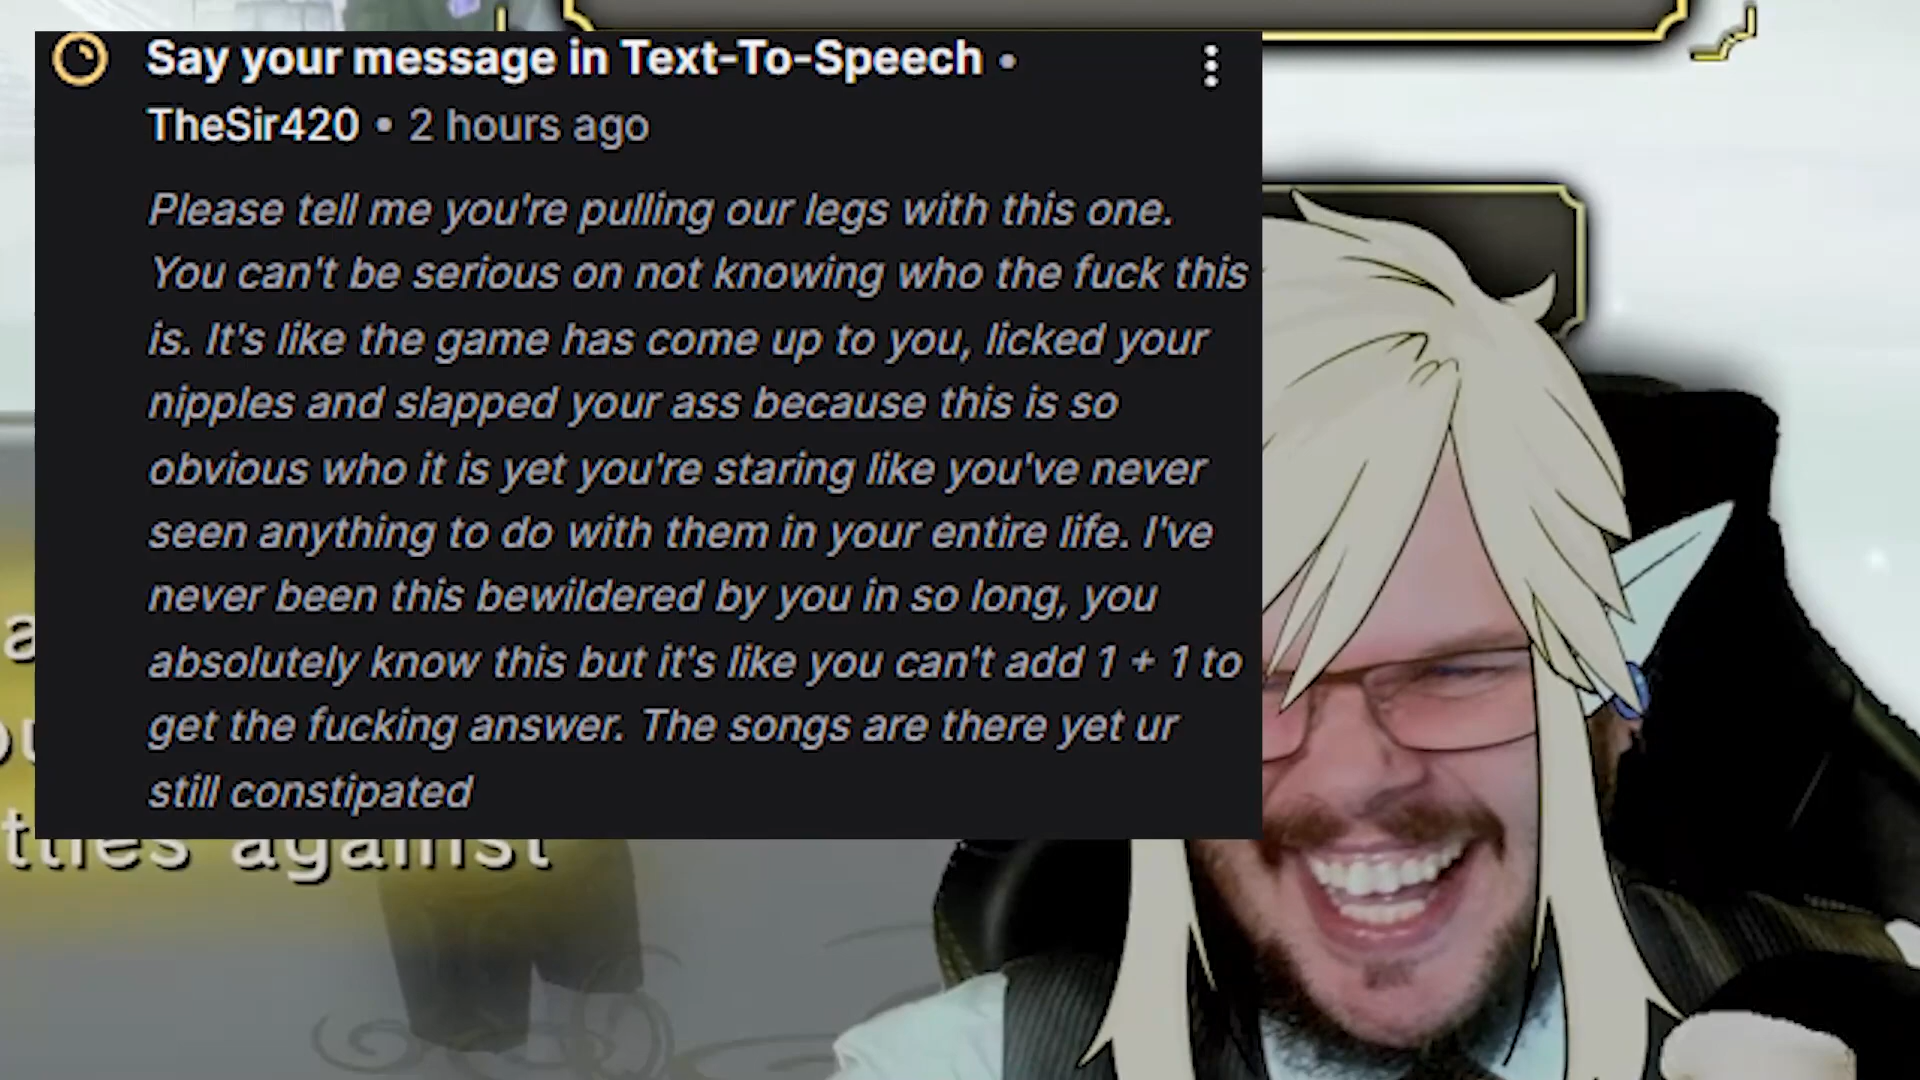 Say your message in Text-To-Speech •
TheSir420 • 2 hours ago
Please tell me you're pulling our legs with this one.
You can't be serious on not knowing who the fuck this
is. It's like the game has come up to you, licked your
nipples and slapped your ass because this is so
obvious who it is yet you're staring like you've never
seen anything to do with them in your entire life. I've
never been this bewildered by you in so long, you
absolutely know this but it's like you can't add 1 + 1 to
get the fucking answer. The songs are there yet ur
still constipated
against